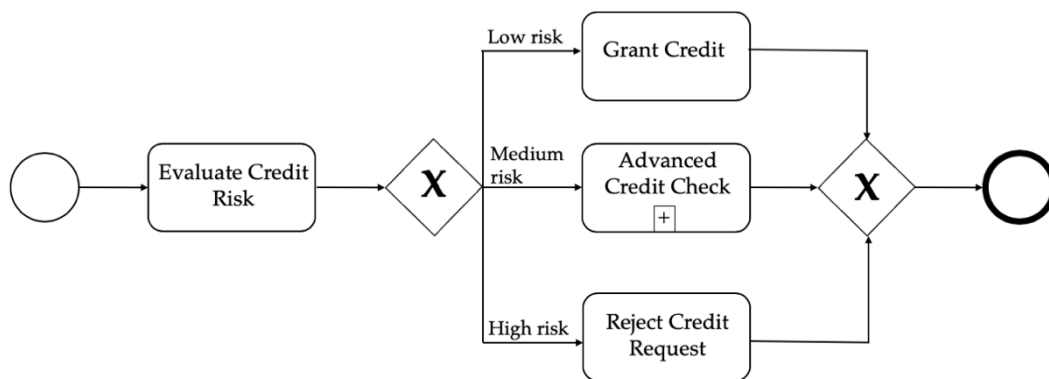 Low risk
Grant Credit
Evaluate Credit
Risk
X
Medium
risk
Advanced
Credit Check
+
X
High risk
Reject Credit
Request